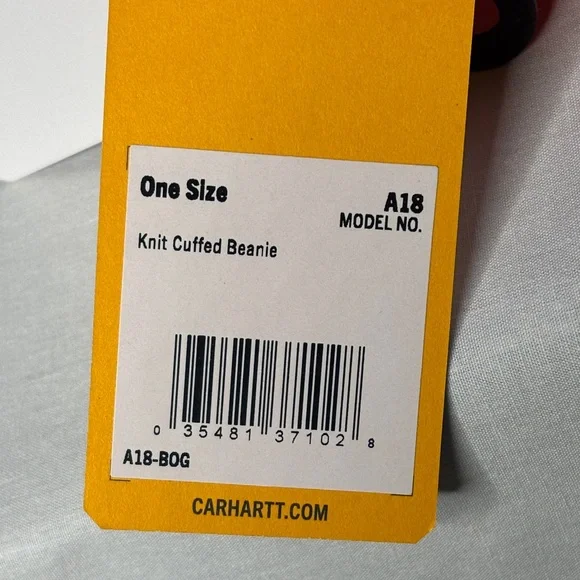 One Size
A18
MODEL NO.
Knit Cuffed Beanie
0 35481 37102 8
A18-BOG
CARHARTT.COM